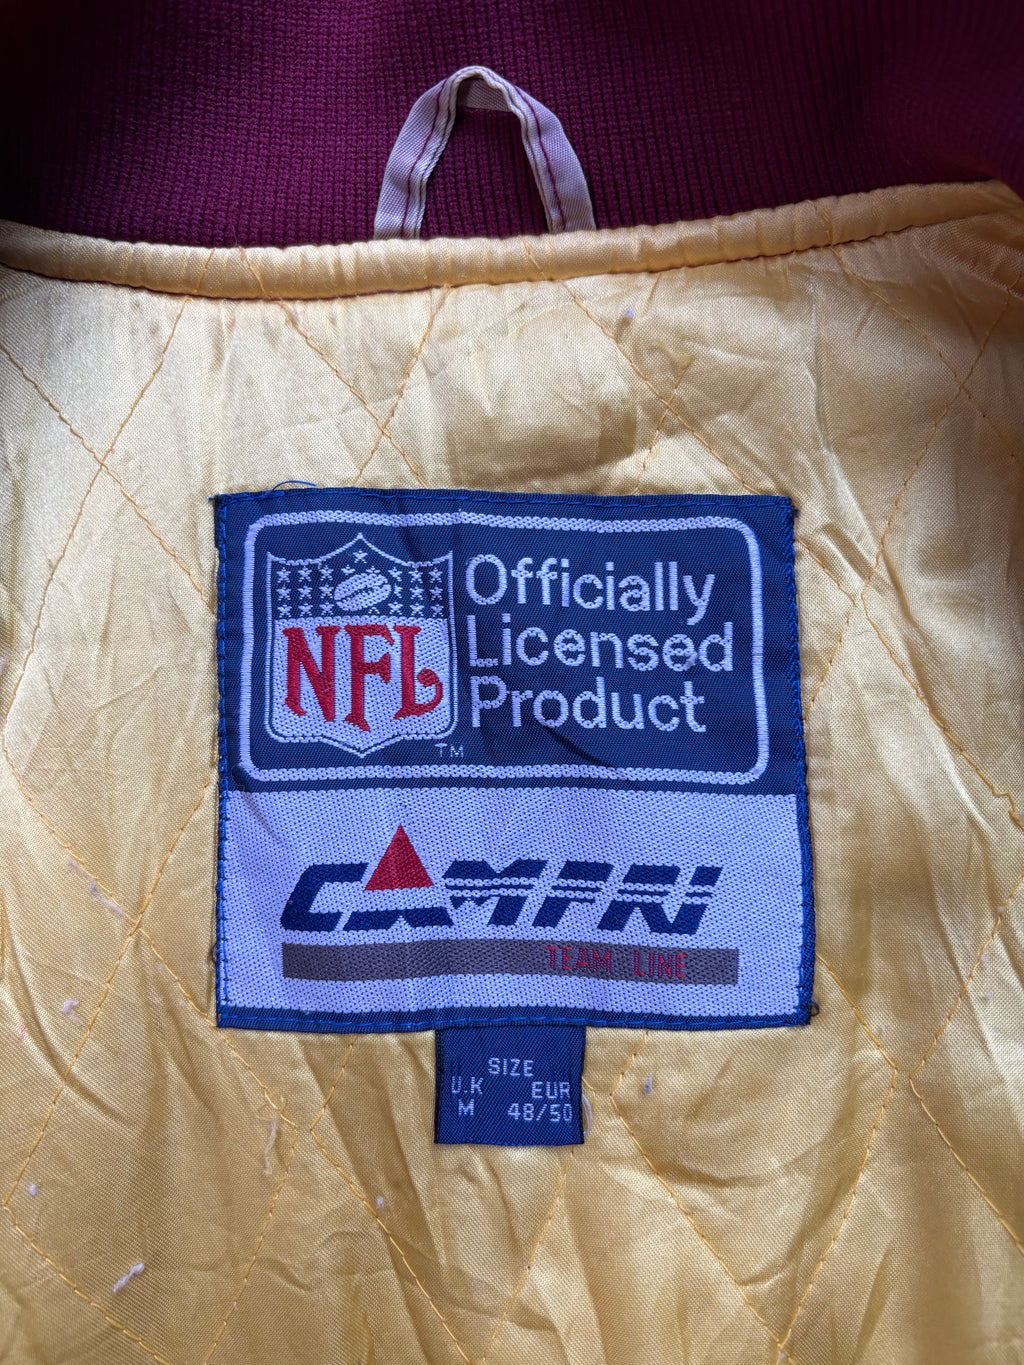 NFL
TM
Officially
Licensed
Product
CAMPRI
TEAM LINE
SIZE
U.K EUR
M 48/50